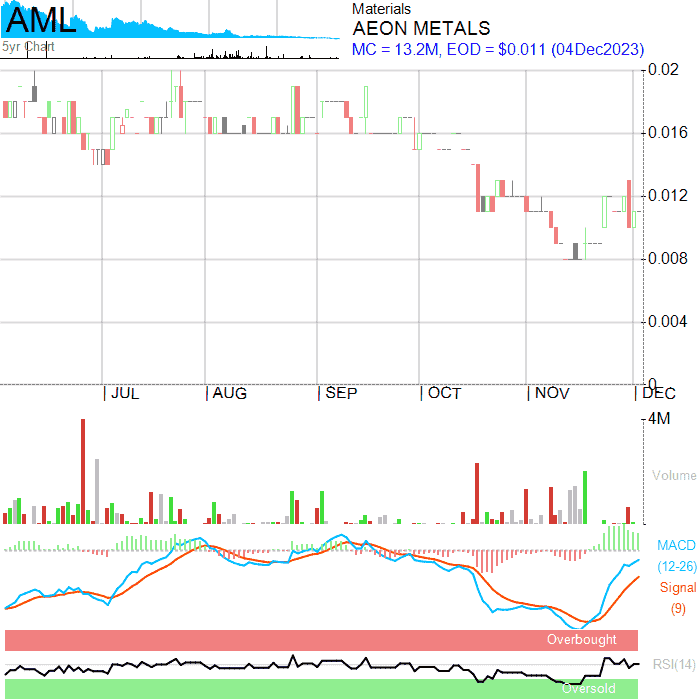 AML
5yr Chart
Materials
AEON METALS
MC = 13.2M, EOD = $0.011 (04Dec2023)
0.02
0.016
0.012
0.008
0.004
0
JUL AUG SEP OCT NOV DEC
4M
Volume
MACD
(12-26)
Signal
(9)
Overbought
RSI(14)
Oversold